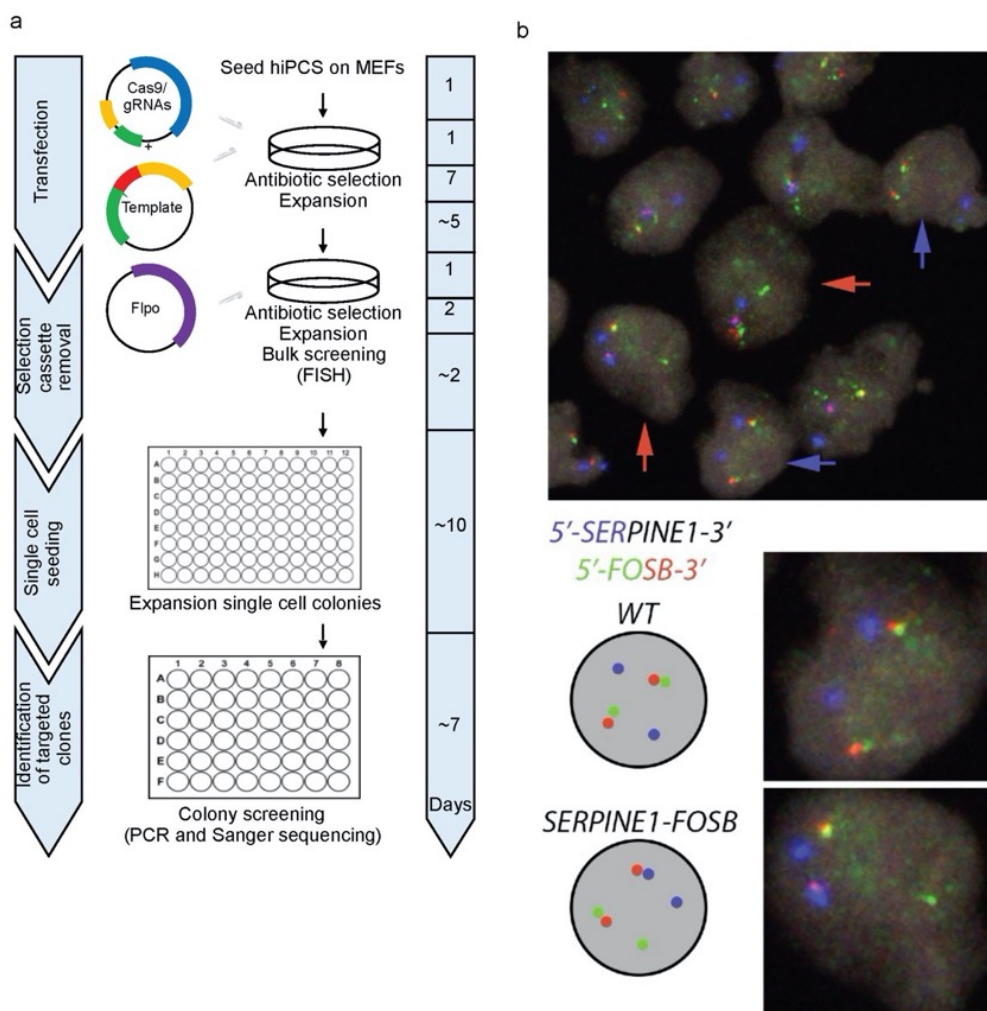 a
Transfection
Selection
cassette
removal
Single cell
seeding
Identification
of targeted
clones
Cas9/
gRNAs
+
Template
Flpo
Seed hiPCS on MEFs
Antibiotic selection
Expansion
Antibiotic selection
Expansion
Bulk screening
(FISH)
1 2 3 4 5 6 7 8 9 10 11 12
A
B
C
D
E
F
G
H
Expansion single cell colonies
1 2 3 4 5 6 7 8
A
B
C
D
E
F
Colony screening
(PCR and Sanger sequencing)
1
1
7
~5
1
2
~2
~10
~7
Days
b
5'-SERPINE1-3'
5'-FOSB-3'
WT
SERPINE1-FOSB